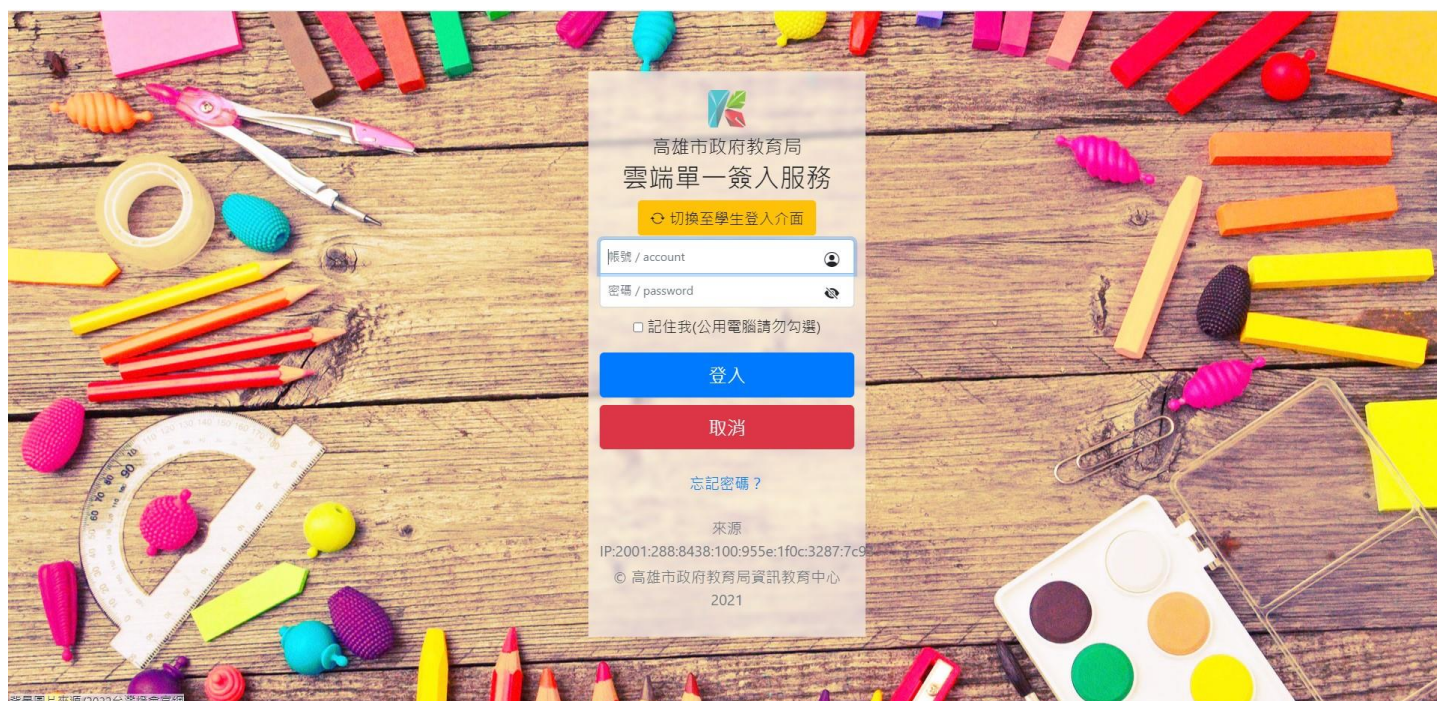 高雄市政府教育局
雲端單一簽入服務
切換至學生登入介面
帳號 / account
密碼 / password
記住我(公用電腦請勿勾選)
登入
取消
忘記密碼？
來源
IP:2001:288:8438:100:955e:1f0c:3287:7c9
© 高雄市政府教育局資訊教育中心
2021